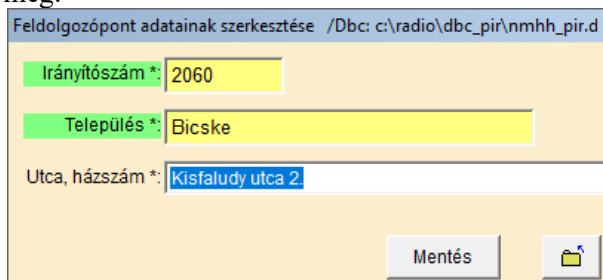 meg.
Feldolgozópont adatainak szerkesztése /Dbc: c:\radio\dbc_pir\nmhh_pir.d
Irányítószám *: 2060
Település *: Bicske
Utca, házszám *: Kisfaludy utca 2.
Mentés